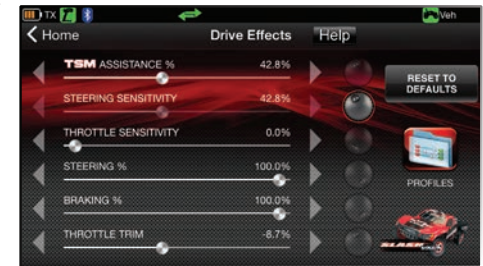 TX Veh
Home Drive Effects Help
TSM ASSISTANCE % 42.8%
RESET TO DEFAULTS
STEERING SENSITIVITY 42.8%
THROTTLE SENSITIVITY 0.0%
STEERING % 100.0%
PROFILES
BRAKING % 100.0%
THROTTLE TRIM -8.7%
SLASH